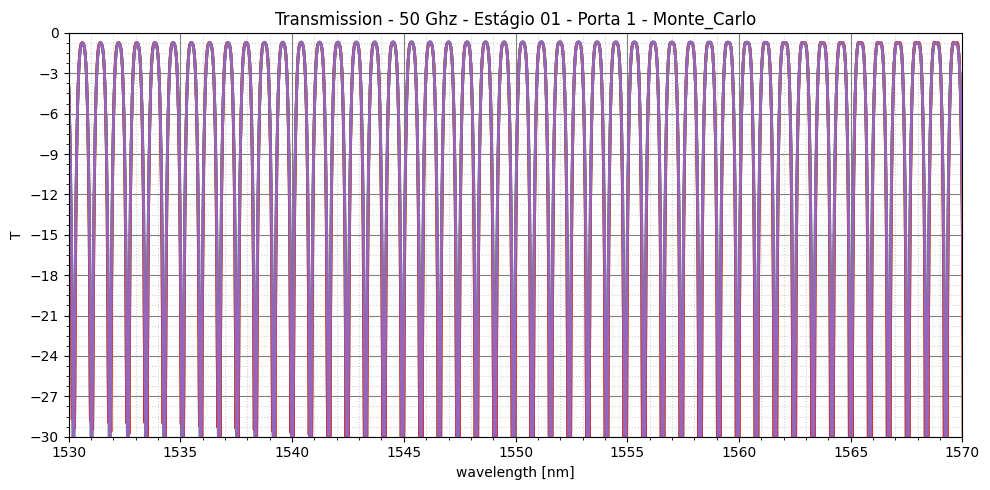 Transmission - 50 Ghz - Estágio 01 - Porta 1 - Monte_Carlo
0
−3
−6
−9
−12
−15
−18
−21
−24
−27
−30
T
1530 1535 1540 1545 1550 1555 1560 1565 1570
wavelength [nm]